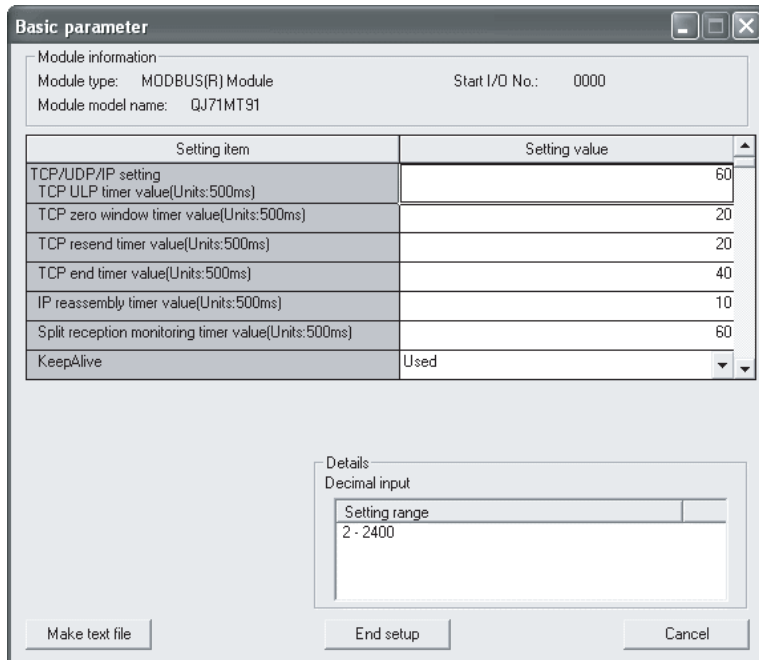 Basic parameter
Module information
Module type: MODBUS(R) Module Start I/O No.: 0000
Module model name: QJ71MT91
Setting item Setting value
TCP/UDP/IP setting
TCP ULP timer value(Units:500ms) 60
TCP zero window timer value(Units:500ms) 20
TCP resend timer value(Units:500ms) 20
TCP end timer value(Units:500ms) 40
IP reassembly timer value(Units:500ms) 10
Split reception monitoring timer value(Units:500ms) 60
KeepAlive Used
Details
Decimal input
Setting range
2 - 2400
Make text file End setup Cancel